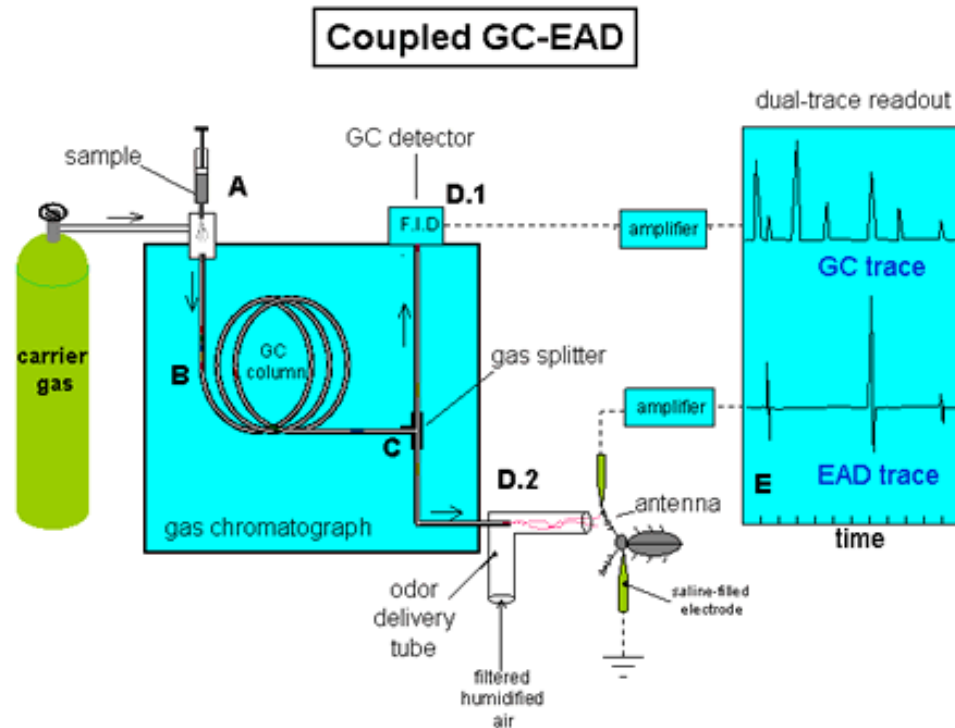 Coupled GC-EAD
dual-trace readout
GC detector
sample
A
D.1
F.I.D
amplifier
GC trace
carrier
gas
B
GC
column
gas splitter
C
amplifier
D.2
EAD trace
E
antenna
gas chromatograph
time
odor
delivery
tube
saline-filled
electrode
filtered
humidified
air